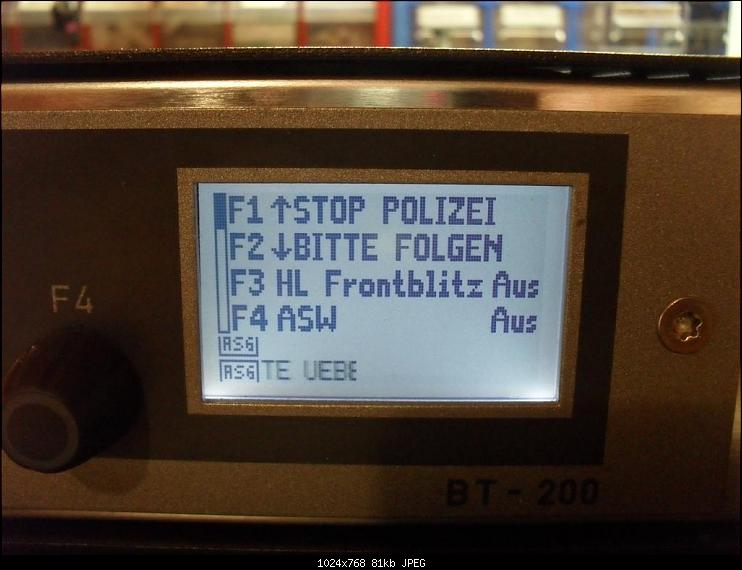 F1 ↑STOP POLIZEI
F2 ↓BITTE FOLGEN
F3 HL Frontblitz Aus
F4 ASW Aus
ASG
ASG TE UEBE
F4
BT-200
1024x768 81kb JPEG